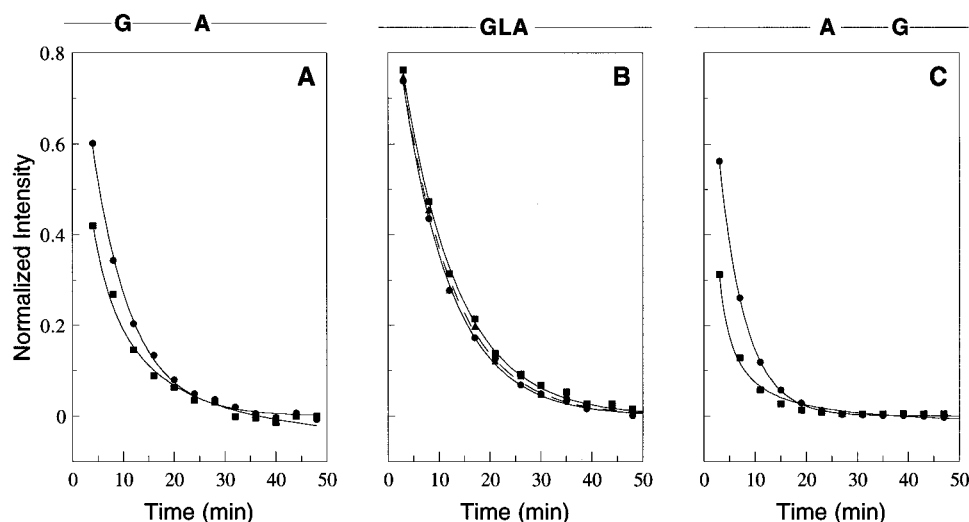 G A GLA A G
A B C
0.8
0.6
0.4
0.2
0
Normalized Intensity
0 10 20 30 40 50 0 10 20 30 40 50 0 10 20 30 40 50
Time (min) Time (min) Time (min)